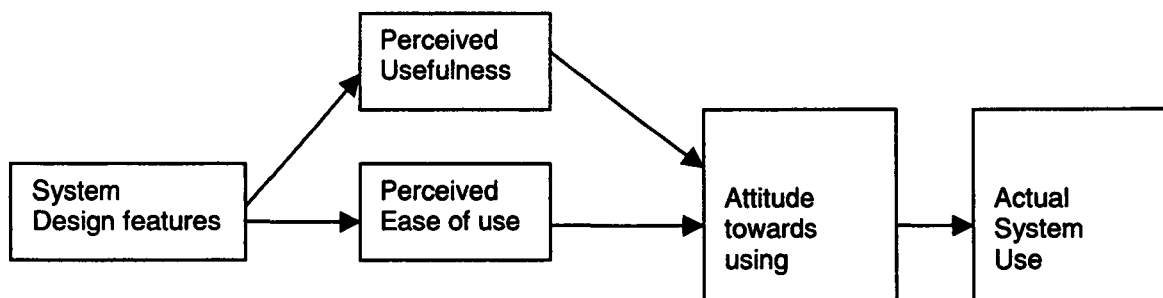 Perceived
Usefulness
System
Design features
Perceived
Ease of use
Attitude
towards
using
Actual
System
Use